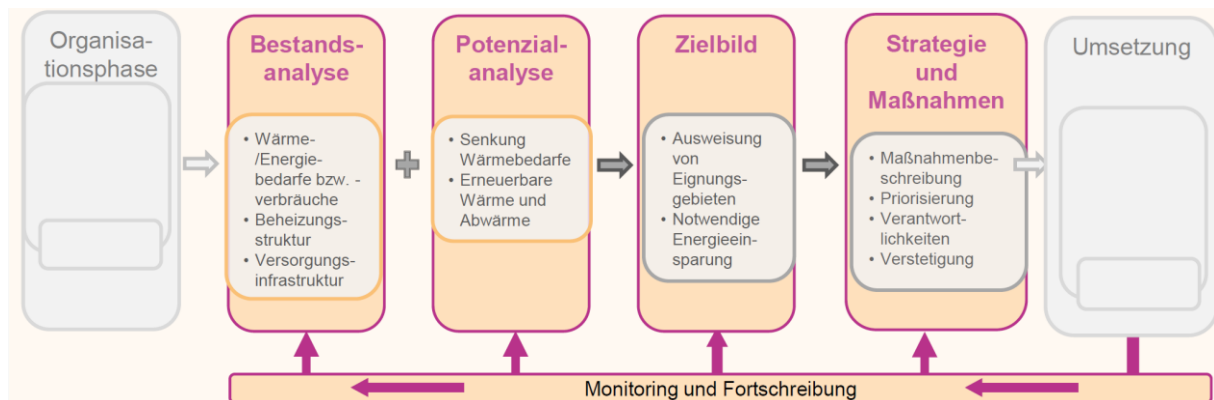 Organisa-
tionsphase
Bestands-
analyse
• Wärme-
/Energie-
bedarfe bzw. -
verbräuche
• Beheizungs-
struktur
• Versorgungs-
infrastruktur
Potenzial-
analyse
• Senkung
Wärmebedarfe
• Erneuerbare
Wärme und
Abwärme
Zielbild
• Ausweisung
von
Eignungs-
gebieten
• Notwendige
Energieein-
sparung
Strategie
und
Maßnahmen
• Maßnahmenbe-
schreibung
• Priorisierung
• Verantwort-
lichkeiten
• Verstetigung
Umsetzung
Monitoring und Fortschreibung